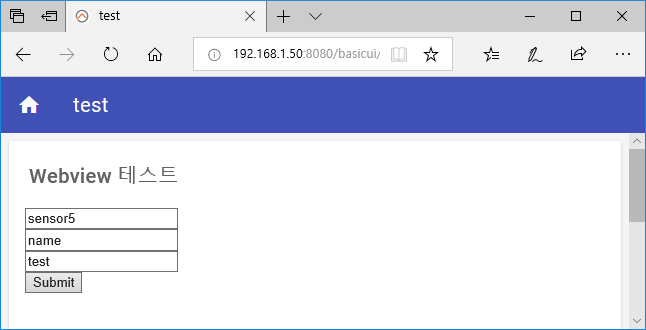 test
192.168.1.50:8080/basicui/
test
Webview 테스트
sensor5
name
test
Submit